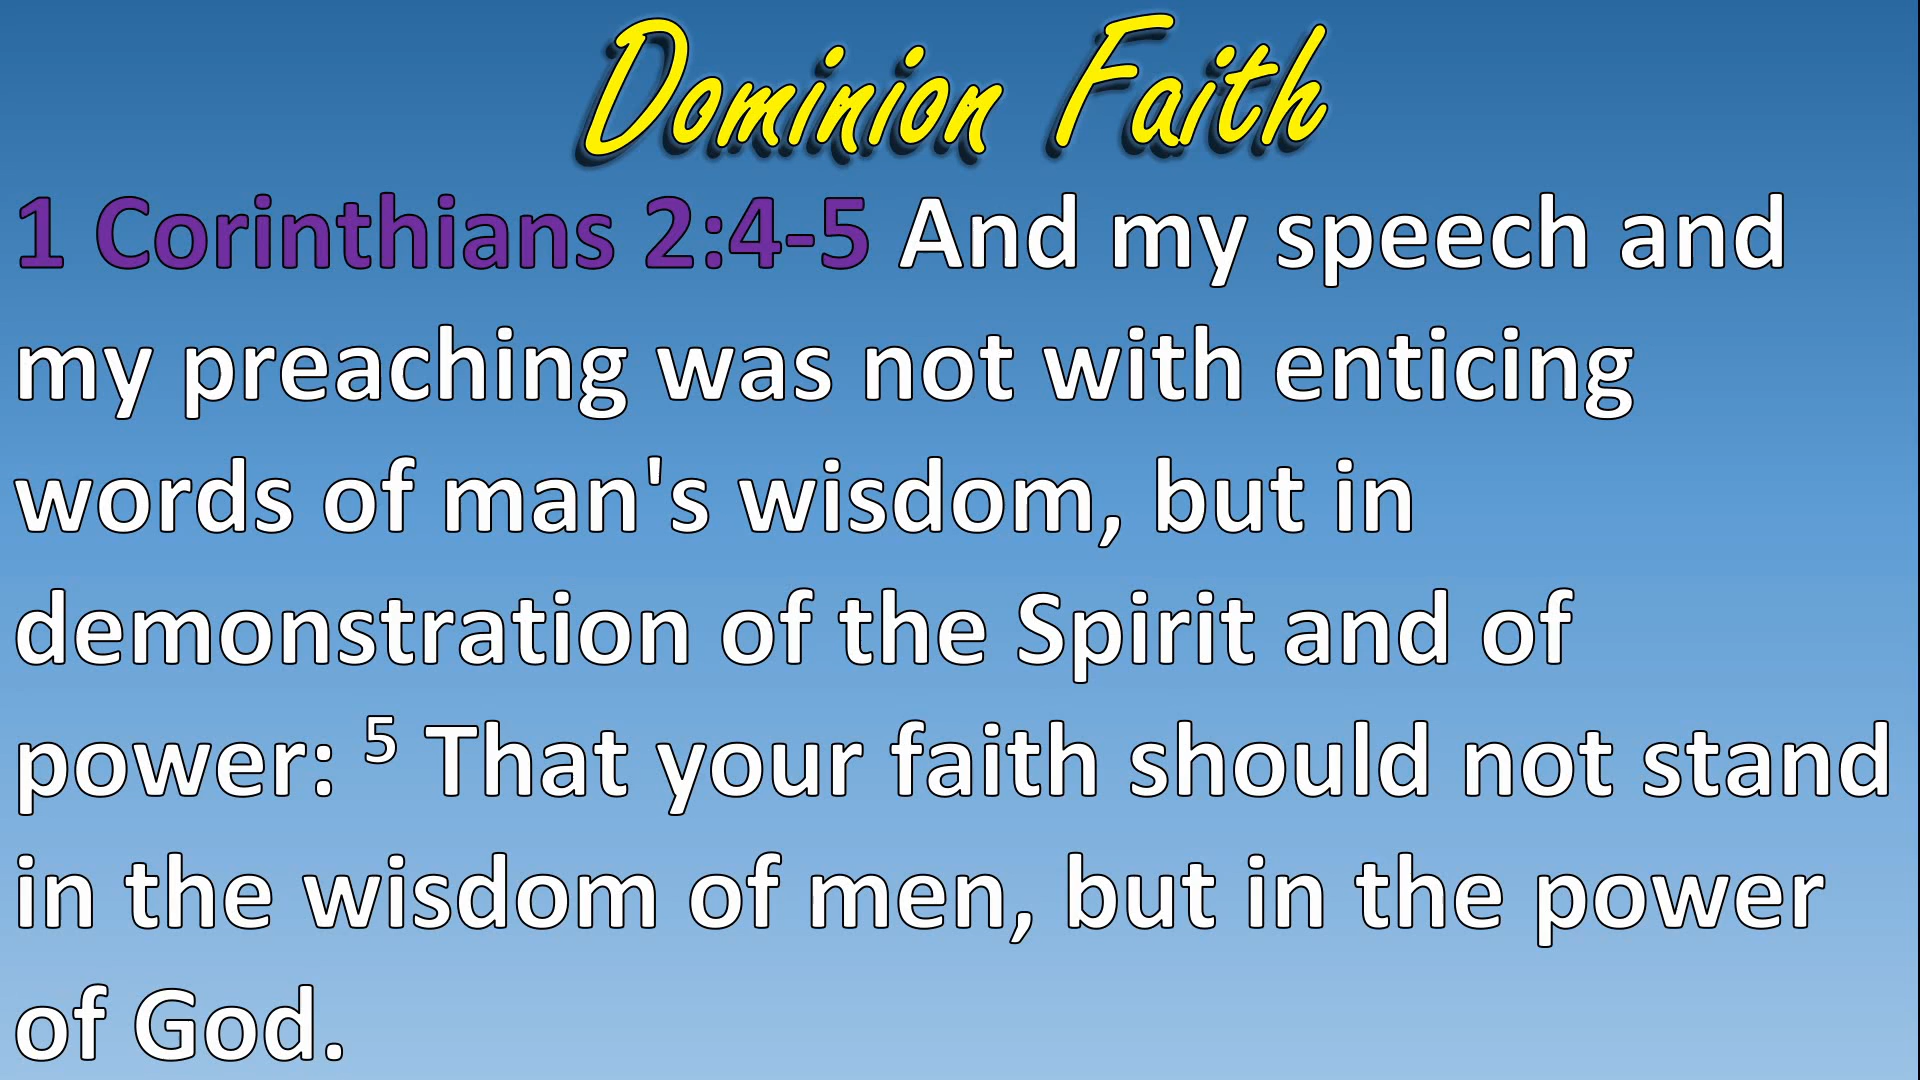 Dominion Faith
1 Corinthians 2:4-5 And my speech and
my preaching was not with enticing
words of man's wisdom, but in
demonstration of the Spirit and of
power: ⁵ That your faith should not stand
in the wisdom of men, but in the power
of God.